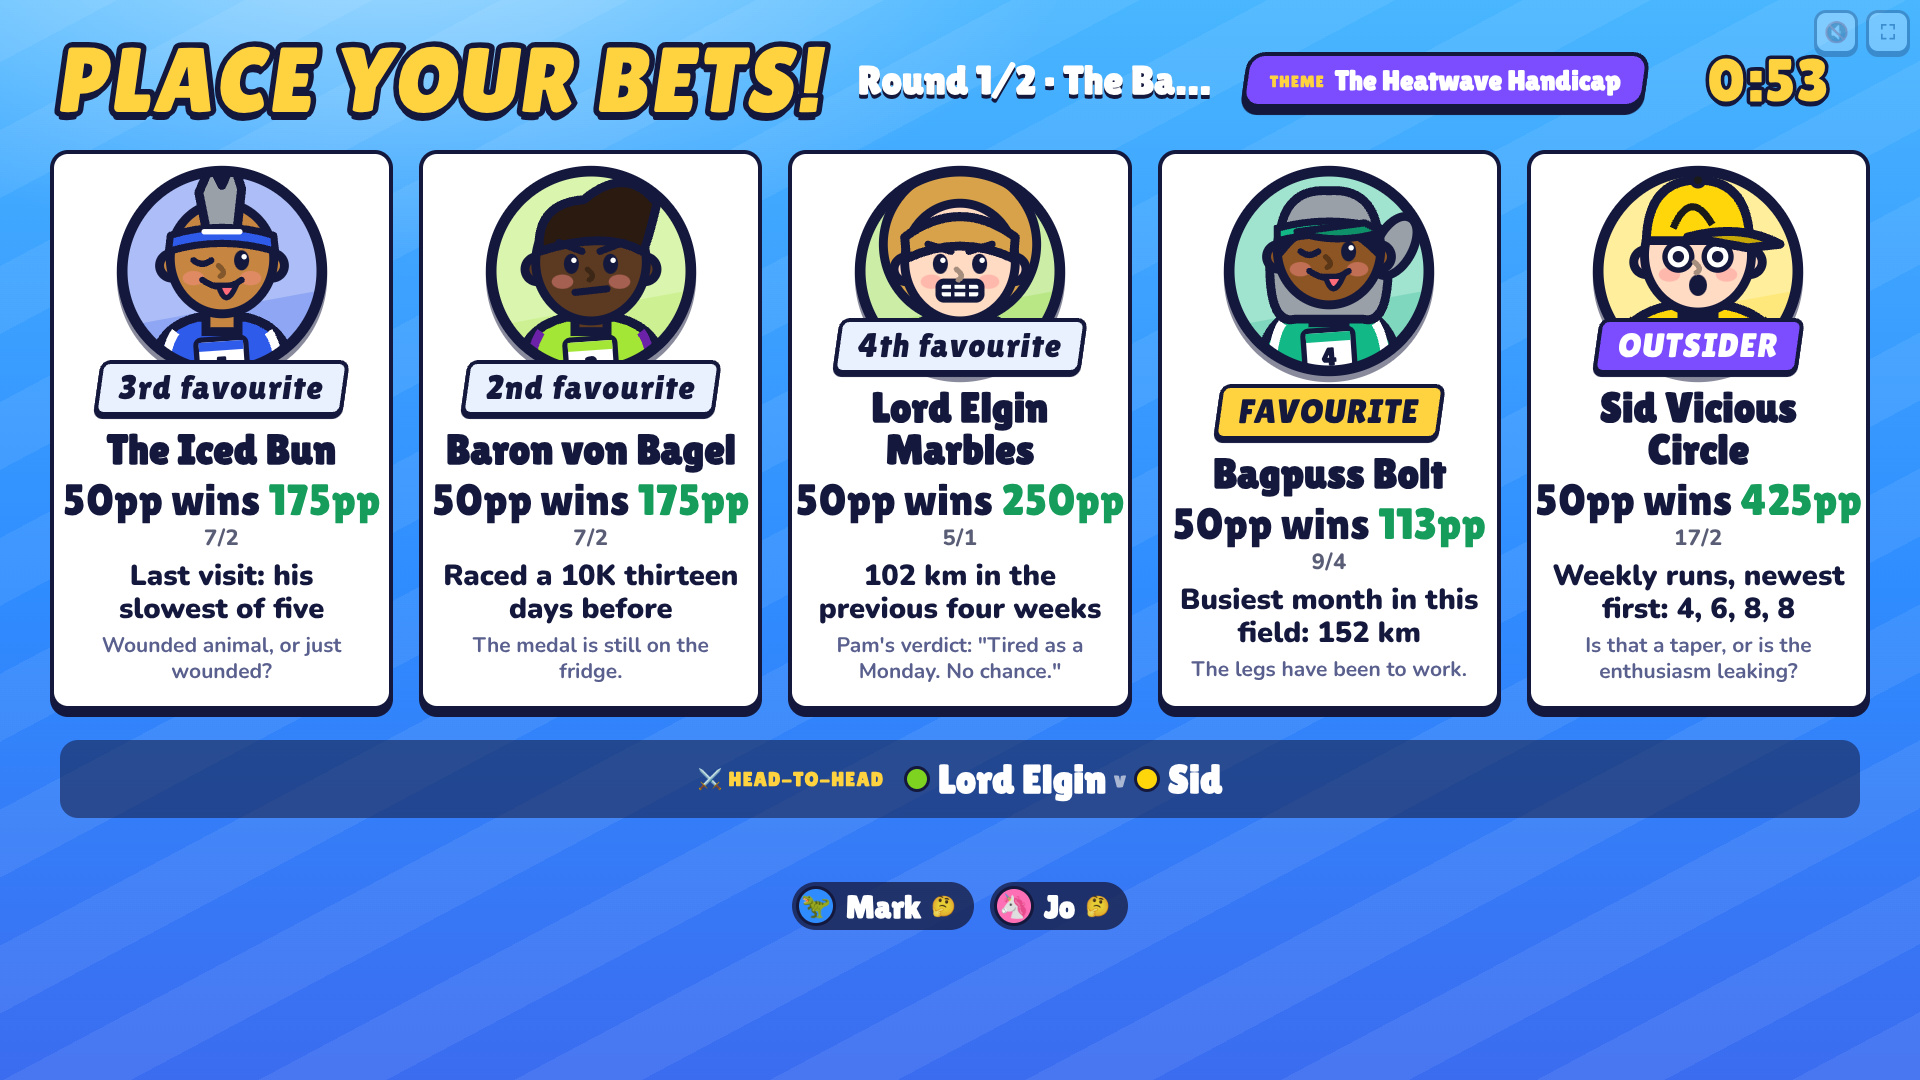 PLACE YOUR BETS!
Round 1/2 · The Ba...
THEME The Heatwave Handicap
0:53
3rd favourite
The Iced Bun
50pp wins 175pp
7/2
Last visit: his
slowest of five
Wounded animal, or just
wounded?
2nd favourite
Baron von Bagel
50pp wins 175pp
7/2
Raced a 10K thirteen
days before
The medal is still on the
fridge.
4th favourite
Lord Elgin
Marbles
50pp wins 250pp
5/1
102 km in the
previous four weeks
Pam's verdict: "Tired as a
Monday. No chance."
4
FAVOURITE
Bagpuss Bolt
50pp wins 113pp
9/4
Busiest month in this
field: 152 km
The legs have been to work.
OUTSIDER
Sid Vicious
Circle
50pp wins 425pp
17/2
Weekly runs, newest
first: 4, 6, 8, 8
Is that a taper, or is the
enthusiasm leaking?
HEAD-TO-HEAD Lord Elgin v Sid
Mark
Jo